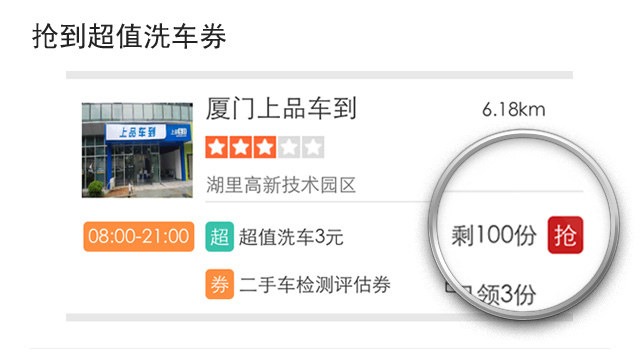 抢到超值洗车券
厦门上品车到
6.18km
上品车到
湖里高新技术园区
08:00-21:00
超 超值洗车3元
剩100份 抢
券 二手车检测评估券
已领3份